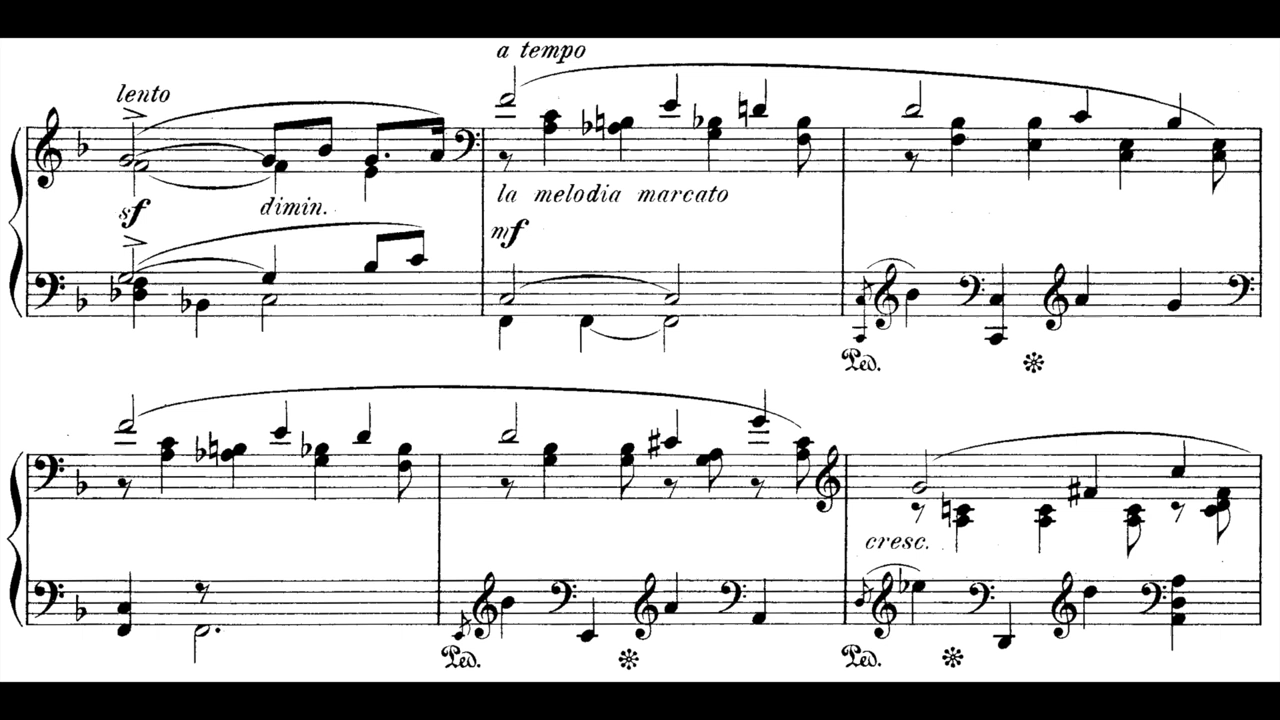 a tempo
lento
sf
dimin.
la melodia marcato
mf
Ped.
cresc.
Ped.
Ped.